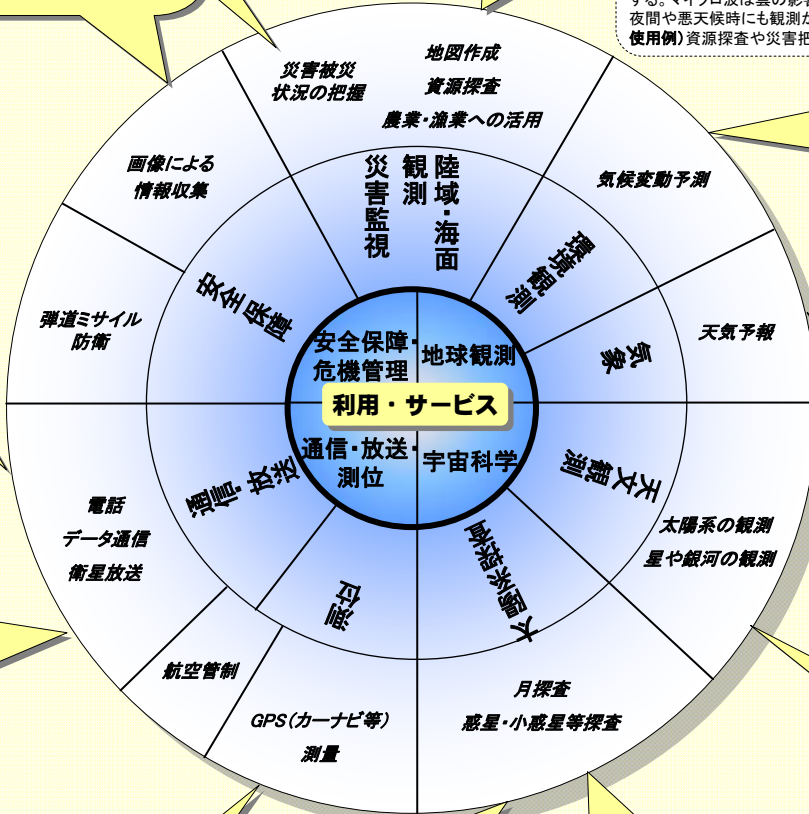 する。マイクロ波は雲の影響
夜間や悪天候時にも観測が
使用例）資源探査や災害把
災害被災
状況の把握
地図作成
資源探査
農業・漁業への活用
画像による
情報収集
気候変動予測
弾道ミサイル
防衛
天気予報
災害監視
陸域・海面
観測
環境観測
安全保障
気象
安全保障・
危機管理
地球観測
利用・サービス
通信・放送・
測位
宇宙科学
通信・放送
天文観測
測位
太陽系探査
電話
データ通信
衛星放送
太陽系の観測
星や銀河の観測
航空管制
GPS（カーナビ等）
測量
月探査
惑星・小惑星等探査